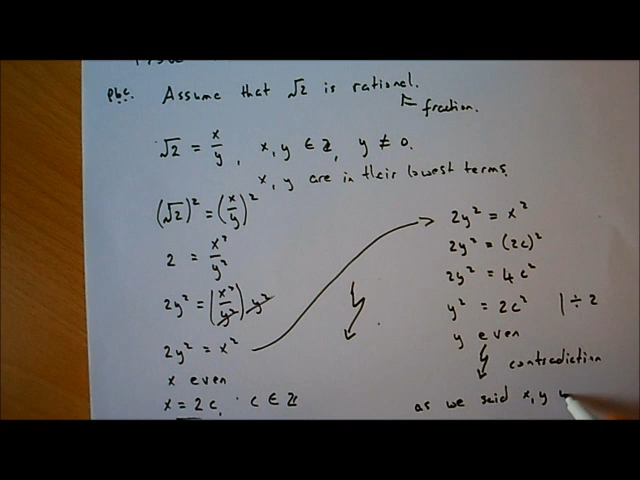 pbc. Assume that √2 is rational.
fraction.
√2 = x/y, x, y ∈ ℤ, y ≠ 0.
x, y are in their lowest terms.
(√2)² = (x/y)²
2 = x²/y²
2y² = (x²/y²) y²
2y² = x²
x even
x = 2c, c ∈ ℤ
2y² = x²
2y² = (2c)²
2y² = 4c²
y² = 2c² | ÷ 2
y even
contradiction
as we said x, y